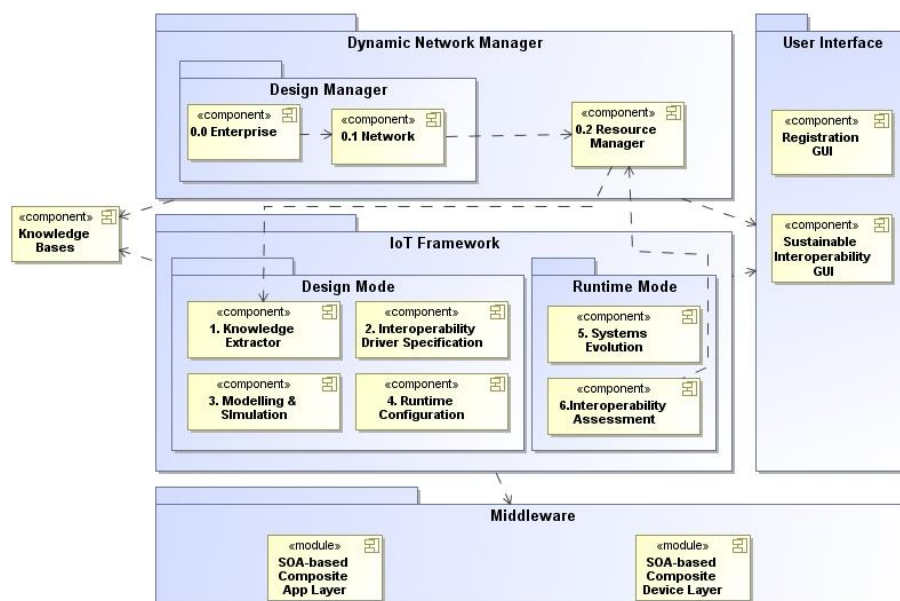 Dynamic Network Manager
User Interface
Design Manager
«component»
0.0 Enterprise
«component»
0.1 Network
«component»
0.2 Resource
Manager
«component»
Registration
GUI
«component»
Knowledge
Bases
«component»
Sustainable
Interoperability
GUI
IoT Framework
Design Mode
Runtime Mode
«component»
1. Knowledge
Extractor
«component»
2. Interoperability
Driver Specification
«component»
5. Systems
Evolution
«component»
3. Modelling &
SImulation
«component»
4. Runtime
Configuration
«component»
6.Interoperability
Assessment
Middleware
«module»
SOA-based
Composite
App Layer
«module»
SOA-based
Composite
Device Layer